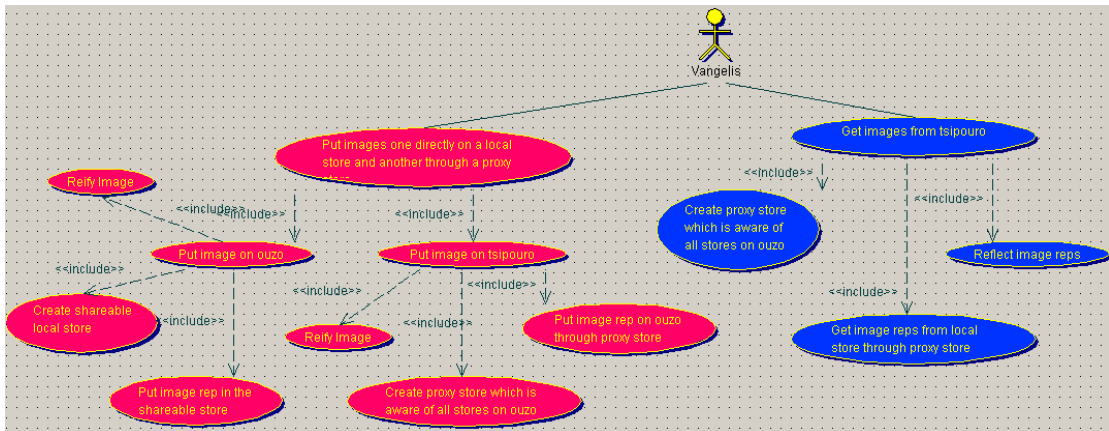 Vangelis
Put images one directly on a local
store and another through a proxy
Get images from tsipouro
Reify Image
<<include>>
<<include>>
<<include>>
<<include>>
<<include>>
<<include>>
Create proxy store
which is aware of
all stores on ouzo
Put image on ouzo
Put image on tsipouro
Reflect image reps
<<include>>
<<include>>
<<include>>
<<include>>
<<include>>
<<include>>
Create shareable
local store
Reify Image
Put image rep on ouzo
through proxy store
Get image reps from local
store through proxy store
Put image rep in the
shareable store
Create proxy store which is
aware of all stores on ouzo